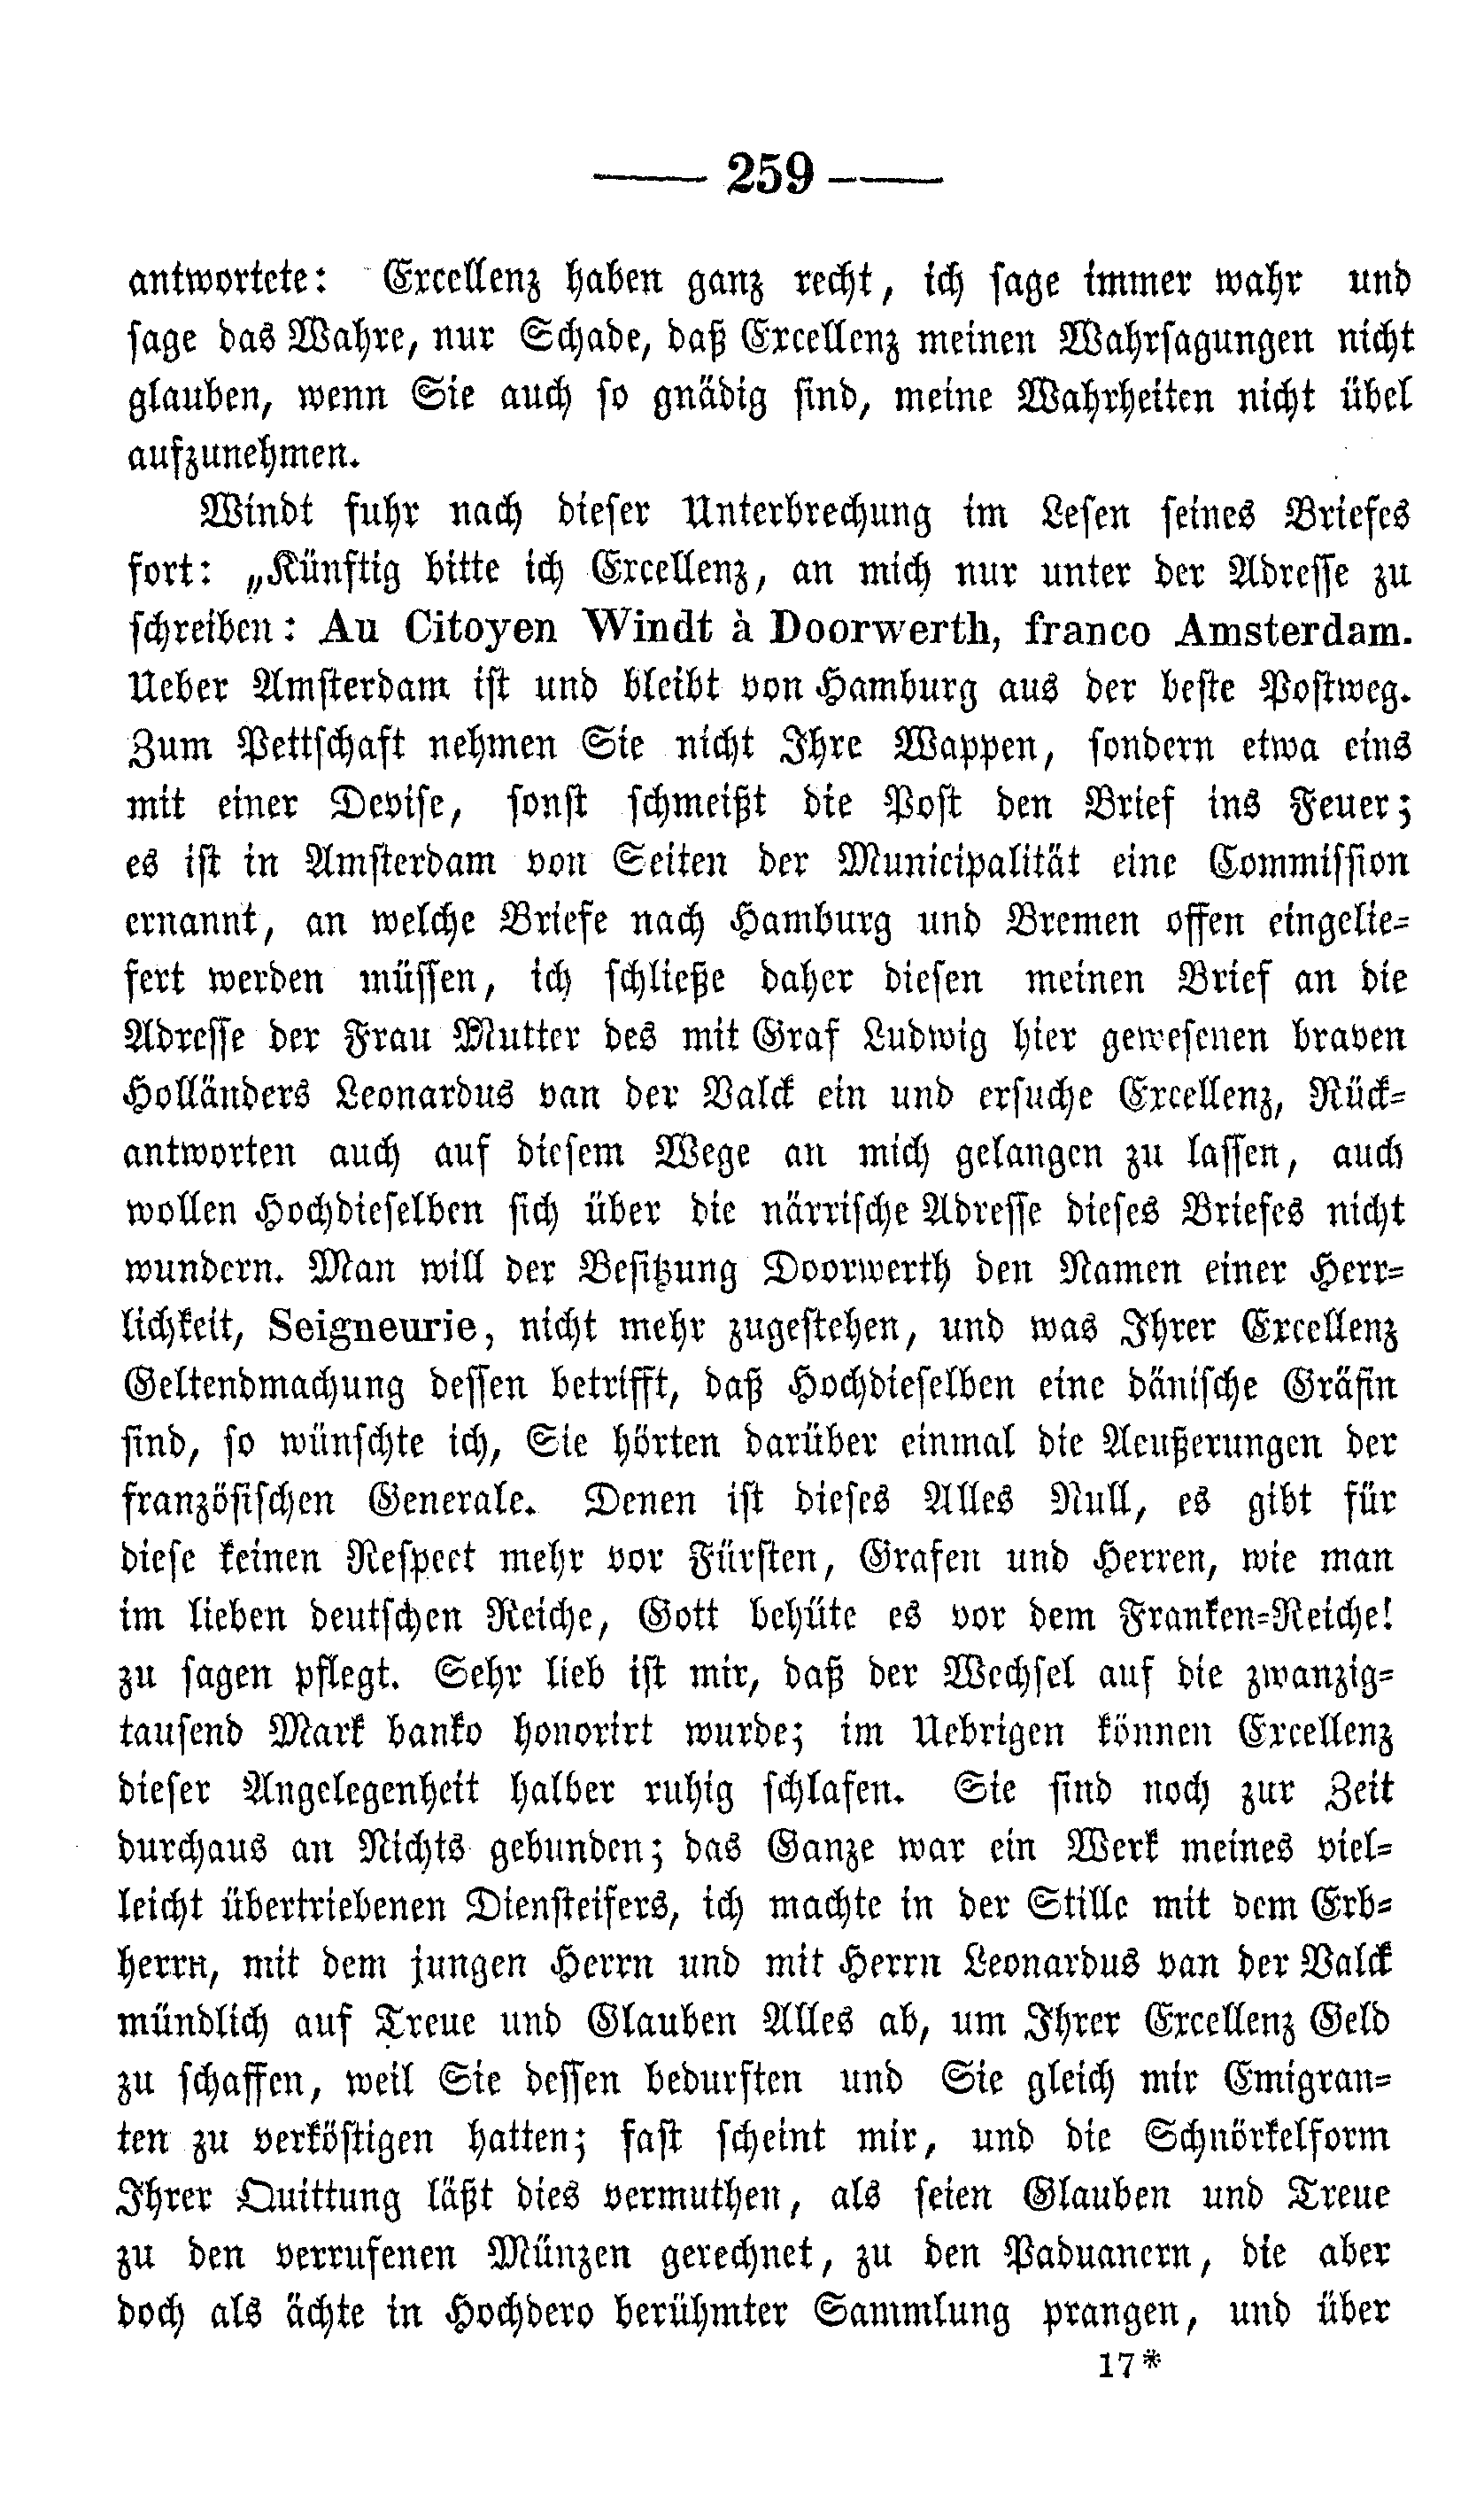 — 259 —
antwortete: Excellenz haben ganz recht, ich sage immer wahr und
sage das Wahre, nur Schade, daß Excellenz meinen Wahrsagungen nicht
glauben, wenn Sie auch so gnädig sind, meine Wahrheiten nicht übel
aufzunehmen.
Windt fuhr nach dieser Unterbrechung im Lesen seines Briefes
fort: „Künftig bitte ich Excellenz, an mich nur unter der Adresse zu
schreiben: Au Citoyen Windt à Doorwerth, franco Amsterdam.
Ueber Amsterdam ist und bleibt von Hamburg aus der beste Postweg.
Zum Pettschaft nehmen Sie nicht Ihre Wappen, sondern etwa eins
mit einer Devise, sonst schmeißt die Post den Brief ins Feuer;
es ist in Amsterdam von Seiten der Municipalität eine Commission
ernannt, an welche Briefe nach Hamburg und Bremen offen eingelie-
fert werden müssen, ich schließe daher diesen meinen Brief an die
Adresse der Frau Mutter des mit Graf Ludwig hier gewesenen braven
Holländers Leonardus van der Valck ein und ersuche Excellenz, Rück-
antworten auch auf diesem Wege an mich gelangen zu lassen, auch
wollen Hochdieselben sich über die närrische Adresse dieses Briefes nicht
wundern. Man will der Besitzung Doorwerth den Namen einer Herr-
lichkeit, Seigneurie, nicht mehr zugestehen, und was Ihrer Excellenz
Geltendmachung dessen betrifft, daß Hochdieselben eine dänische Gräfin
sind, so wünschte ich, Sie hörten darüber einmal die Aeußerungen der
französischen Generale. Denen ist dieses Alles Null, es gibt für
diese keinen Respect mehr vor Fürsten, Grafen und Herren, wie man
im lieben deutschen Reiche, Gott behüte es vor dem Franken-Reiche!
zu sagen pflegt. Sehr lieb ist mir, daß der Wechsel auf die zwanzig-
tausend Mark banko honorirt wurde; im Uebrigen können Excellenz
dieser Angelegenheit halber ruhig schlafen. Sie sind noch zur Zeit
durchaus an Nichts gebunden; das Ganze war ein Werk meines viel-
leicht übertriebenen Diensteifers, ich machte in der Stille mit dem Erb-
herrn, mit dem jungen Herrn und mit Herrn Leonardus van der Valck
mündlich auf Treue und Glauben Alles ab, um Ihrer Excellenz Geld
zu schaffen, weil Sie dessen bedurften und Sie gleich mir Emigran-
ten zu verköstigen hatten; fast scheint mir, und die Schnörkelform
Ihrer Quittung läßt dies vermuthen, als seien Glauben und Treue
zu den verrufenen Münzen gerechnet, zu den Paduanern, die aber
doch als ächte in Hochdero berühmter Sammlung prangen, und über
17*